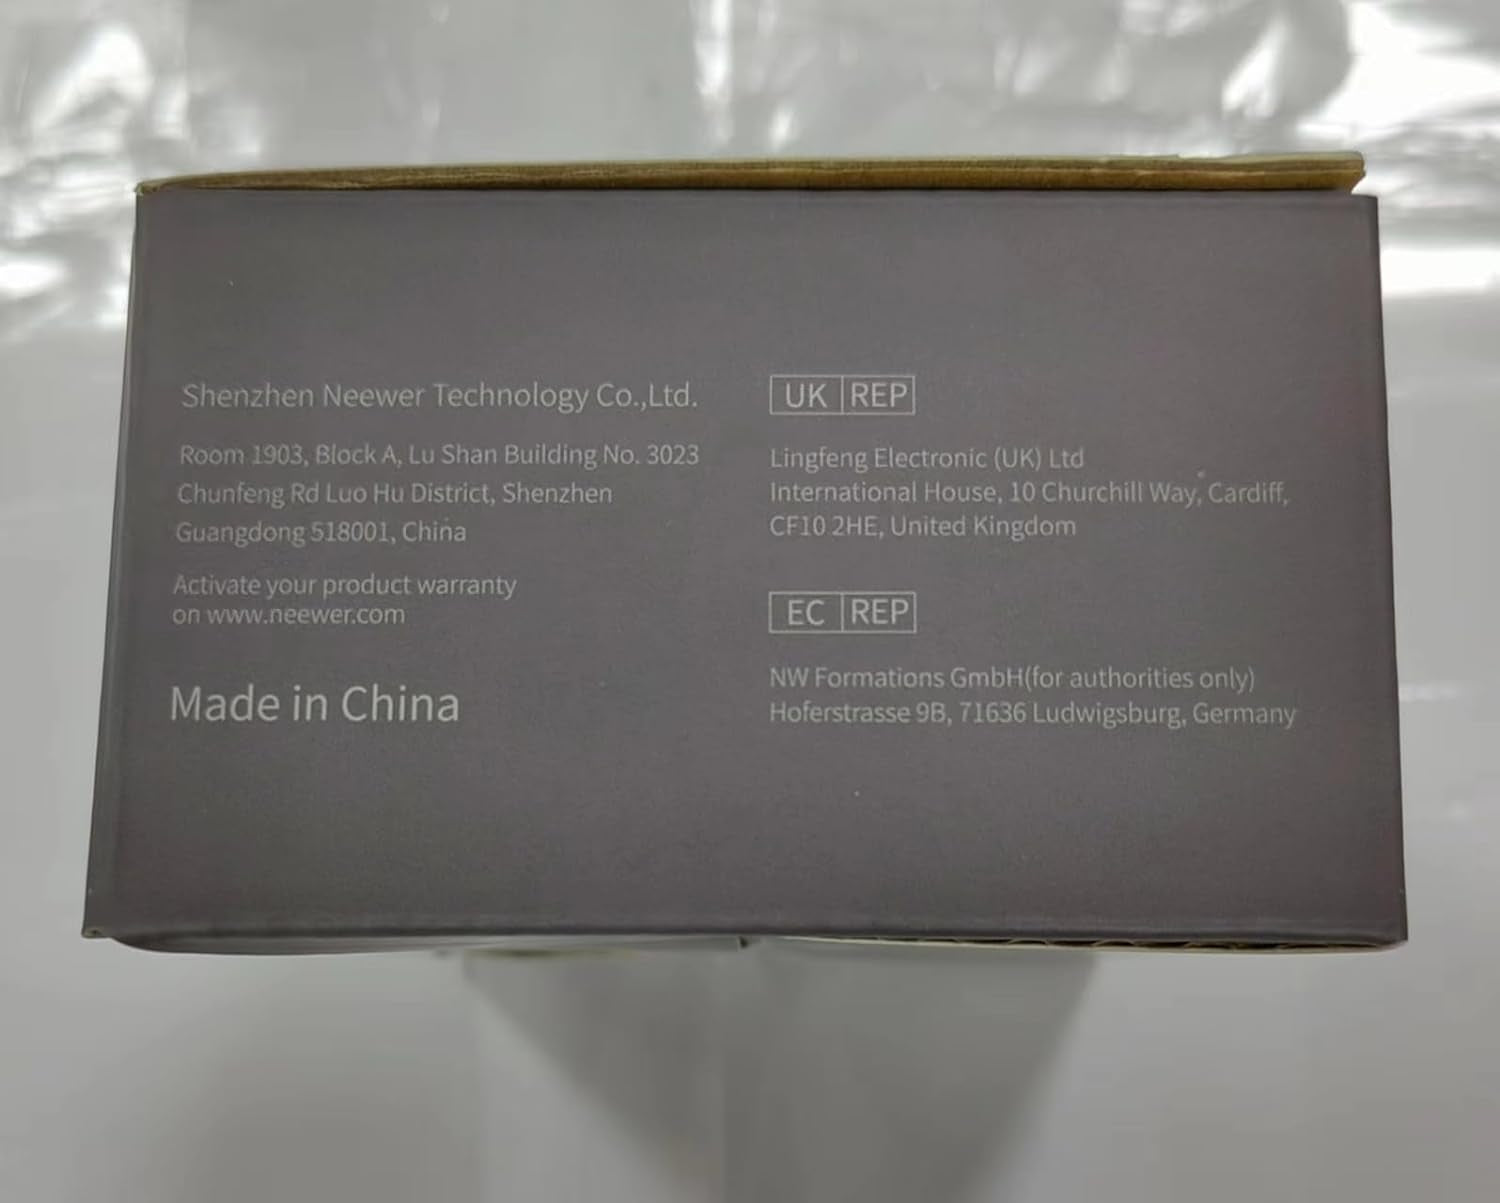 Shenzhen Neewer Technology Co.,Ltd.
Room 1903, Block A, Lu Shan Building No. 3023
Chunfeng Rd Luo Hu District, Shenzhen
Guangdong 518001, China
Activate your product warranty
on www.neewer.com
Made in China
UK REP
Lingfeng Electronic (UK) Ltd
International House, 10 Churchill Way, Cardiff,
CF10 2HE, United Kingdom
EC REP
NW Formations GmbH(for authorities only)
Hoferstrasse 9B, 71636 Ludwigsburg, Germany